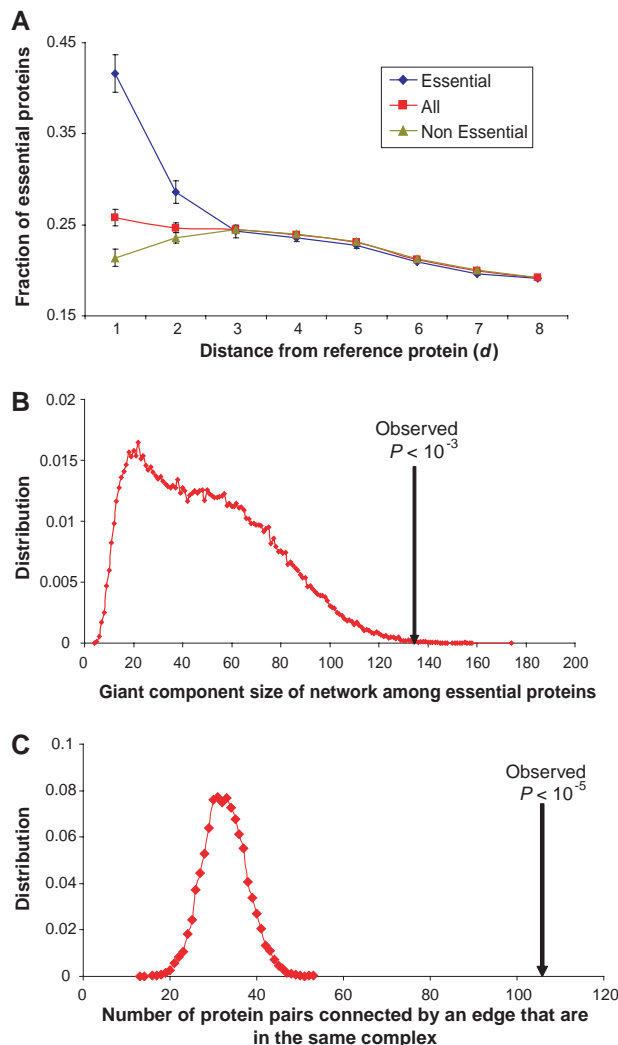 A
Fraction of essential proteins
0.45
0.35
0.25
0.15
Essential
All
Non Essential
1 2 3 4 5 6 7 8
Distance from reference protein (d)
B
Distribution
0.02
0.015
0.01
0.005
0
Observed
P < 10-3
0 20 40 60 80 100 120 140 160 180 200
Giant component size of network among essential proteins
C
Distribution
0.1
0.08
0.06
0.04
0.02
0
Observed
P < 10-5
0 20 40 60 80 100 120
Number of protein pairs connected by an edge that are
in the same complex